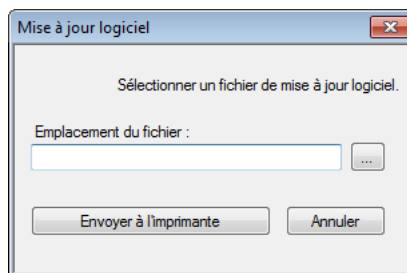 Mise à jour logiciel
Sélectionner un fichier de mise à jour logiciel.
Emplacement du fichier :
...
Envoyer à l'imprimante
Annuler